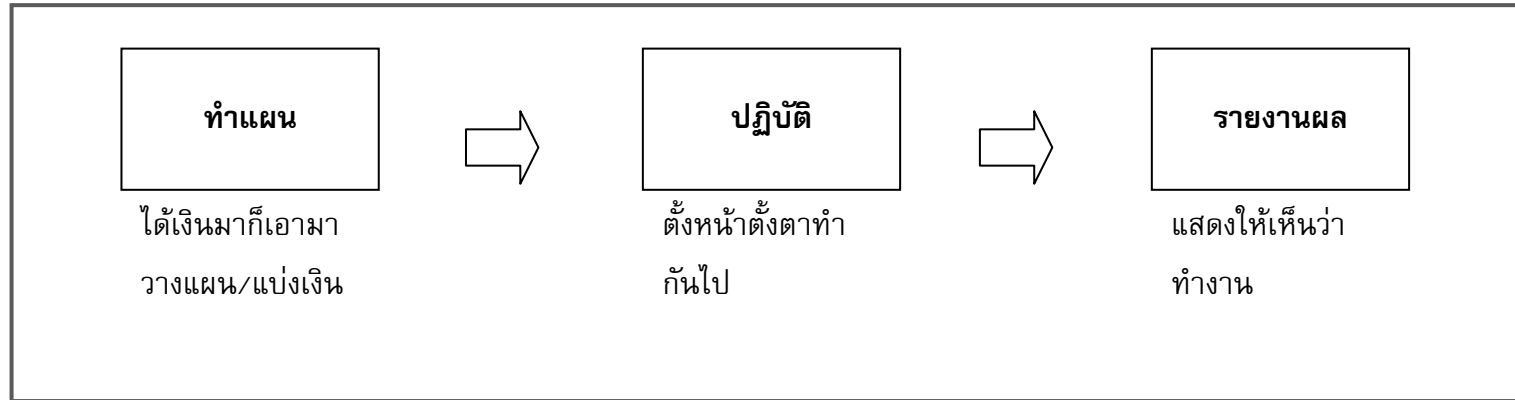 ทำแผน
ได้เงินมาก็เอามา
วางแผน/แบ่งเงิน
ปฏิบัติ
ตั้งหน้าตั้งตาทำ
กันไป
รายงานผล
แสดงให้เห็นว่า
ทำงาน